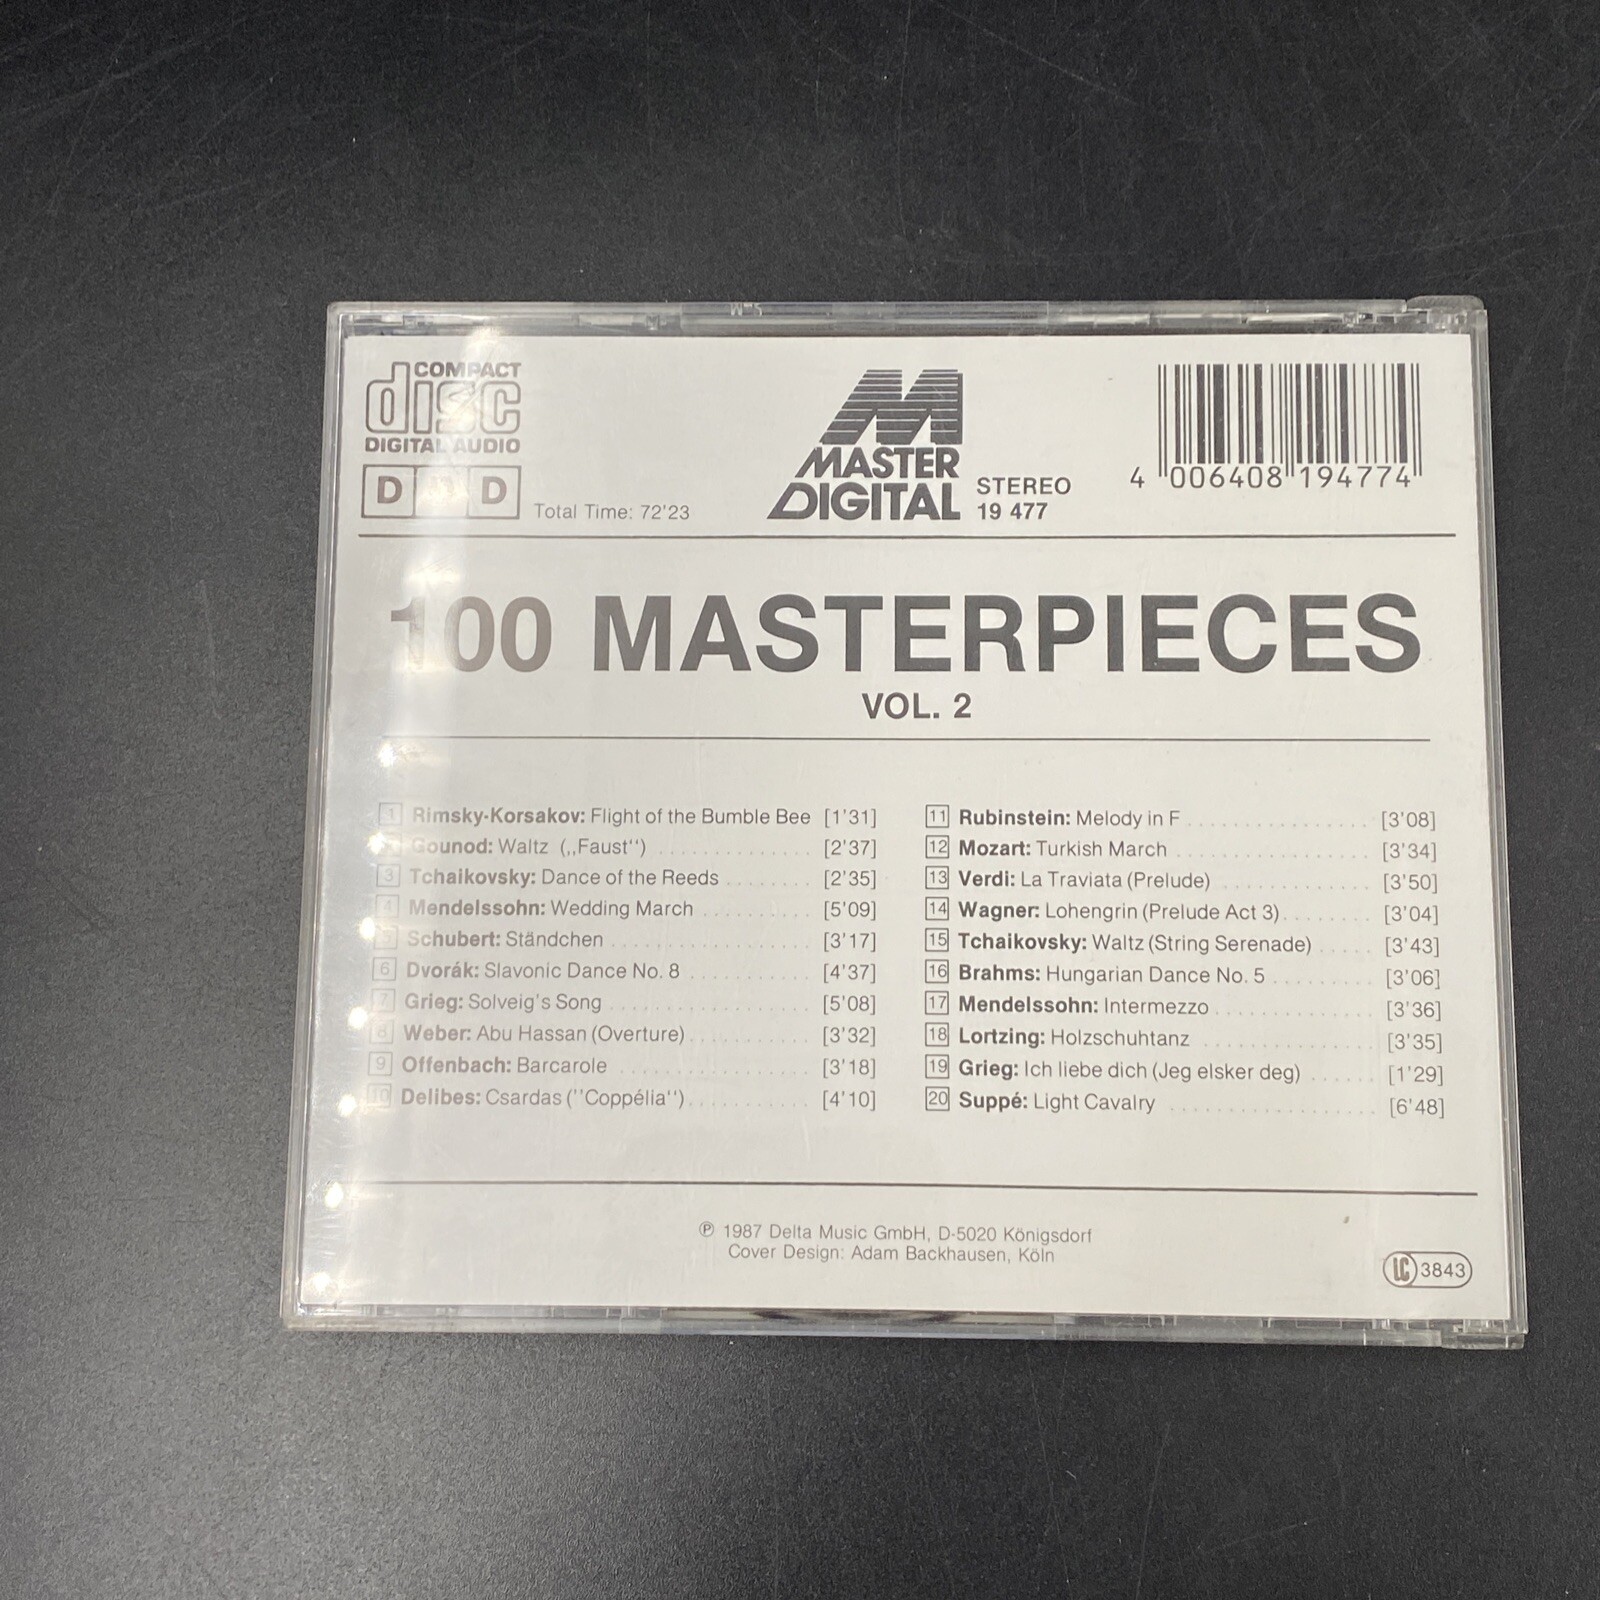 COMPACT
disc
DIGITAL AUDIO
D D D
Total Time: 72'23
M
MASTER
DIGITAL
STEREO
19 477
4 006408 194774
100 MASTERPIECES
VOL. 2
1 Rimsky-Korsakov: Flight of the Bumble Bee [1'31]
Gounod: Waltz („Faust“) [2'37]
3 Tchaikovsky: Dance of the Reeds [2'35]
4 Mendelssohn: Wedding March [5'09]
5 Schubert: Ständchen [3'17]
6 Dvorák: Slavonic Dance No. 8 [4'37]
7 Grieg: Solveig's Song [5'08]
8 Weber: Abu Hassan (Overture) [3'32]
9 Offenbach: Barcarole [3'18]
10 Delibes: Csardas (''Coppélia'') [4'10]
11 Rubinstein: Melody in F [3'08]
12 Mozart: Turkish March [3'34]
13 Verdi: La Traviata (Prelude) [3'50]
14 Wagner: Lohengrin (Prelude Act 3) [3'04]
15 Tchaikovsky: Waltz (String Serenade) [3'43]
16 Brahms: Hungarian Dance No. 5 [3'06]
17 Mendelssohn: Intermezzo [3'36]
18 Lortzing: Holzschuhtanz [3'35]
19 Grieg: Ich liebe dich (Jeg elsker deg) [1'29]
20 Suppé: Light Cavalry [6'48]
℗ 1987 Delta Music GmbH, D-5020 Königsdorf
Cover Design: Adam Backhausen, Köln
LC 3843